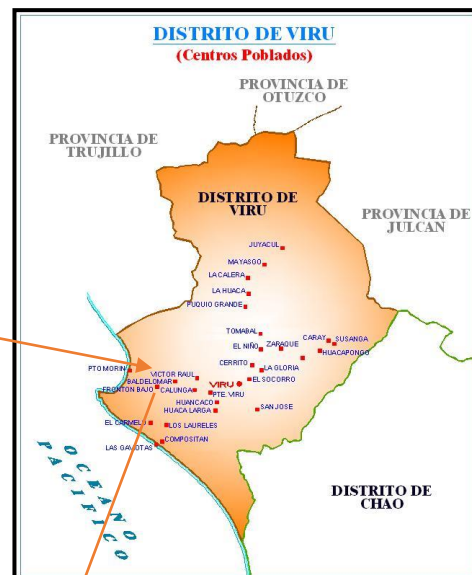 DISTRITO DE VIRU
(Centros Poblados)
PROVINCIA DE
OTUZCO
PROVINCIA DE
TRUJILLO
DISTRITO DE
VIRU
PROVINCIA DE
JULCAN
JUYACUL
MAYASGO
LA CALERA
LA HUACA
PUQUIO GRANDE
TOMABAL
EL NIÑO
ZARAQUE
CARAY
SUSANGA
HUACAPONGO
CERRITO
LA GLORIA
PTO MORIN
VICTOR RAUL
BALDELOMAR
EL SOCORRO
VIRU
FRONTON BAJO
CALUNGA
PTE. VIRU
HUANCACO
HUACA LARGA
SAN JOSE
EL CARMELO
LOS LAURELES
COMPOSITAN
LAS GAVIOTAS
OCEANO
PACIFICO
DISTRITO DE
CHAO